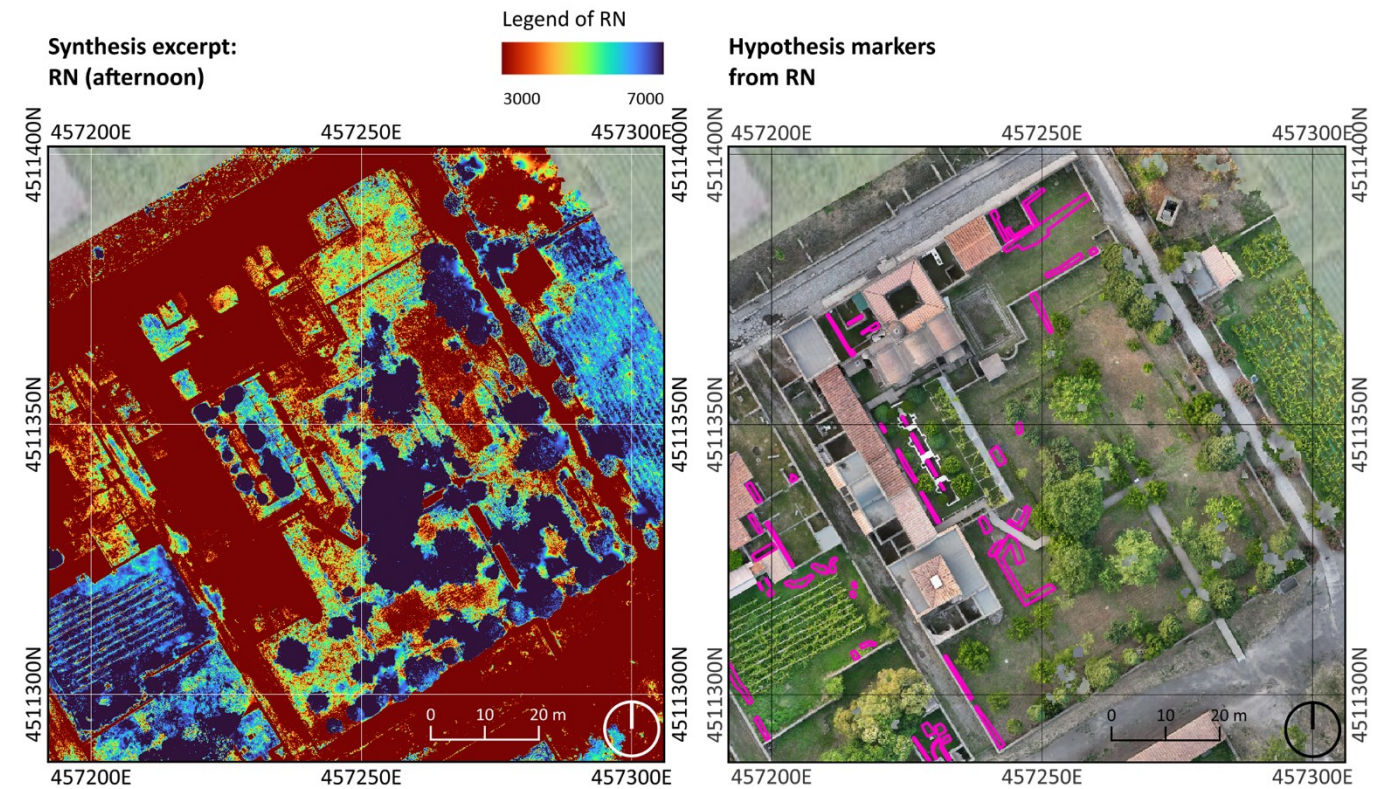 Legend of RN
Synthesis excerpt:
RN (afternoon)
3000 7000
457200E 457250E 457300E
4511400N
4511350N
4511300N
4511400N
4511350N
4511300N
0 10 20 m
457200E 457250E 457300E
Hypothesis markers
from RN
457200E 457250E 457300E
4511400N
4511350N
4511300N
4511400N
4511350N
4511300N
0 10 20 m
457200E 457250E 457300E